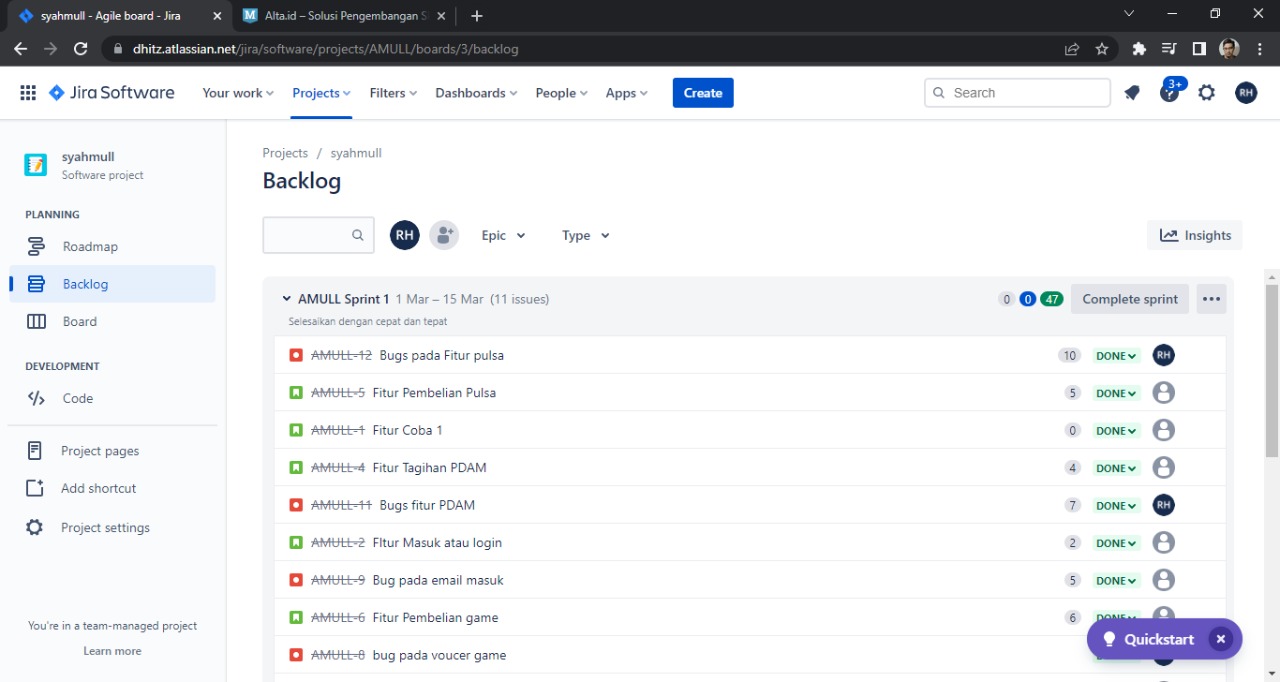 syahmull - Agile board - Jira
Alta.id – Solusi Pengembangan S
dhitz.atlassian.net/jira/software/projects/AMULL/boards/3/backlog
Jira Software Your work Projects Filters Dashboards People Apps Create Search 3+ RH
syahmull
Software project
PLANNING
Roadmap
Backlog
Board
DEVELOPMENT
Code
Project pages
Add shortcut
Project settings
You're in a team-managed project
Learn more
Projects / syahmull
Backlog
RH Epic Type Insights
AMULL Sprint 1 1 Mar – 15 Mar (11 issues) 0 0 47 Complete sprint
Selesaikan dengan cepat dan tepat
AMULL-12 Bugs pada Fitur pulsa 10 DONE RH
AMULL-5 Fitur Pembelian Pulsa 5 DONE
AMULL-1 Fitur Coba 1 0 DONE
AMULL-4 Fitur Tagihan PDAM 4 DONE
AMULL-11 Bugs fitur PDAM 7 DONE RH
AMULL-2 FItur Masuk atau login 2 DONE
AMULL-9 Bug pada email masuk 5 DONE
AMULL-6 Fitur Pembelian game 6 DONE
AMULL-8 bug pada voucer game
Quickstart